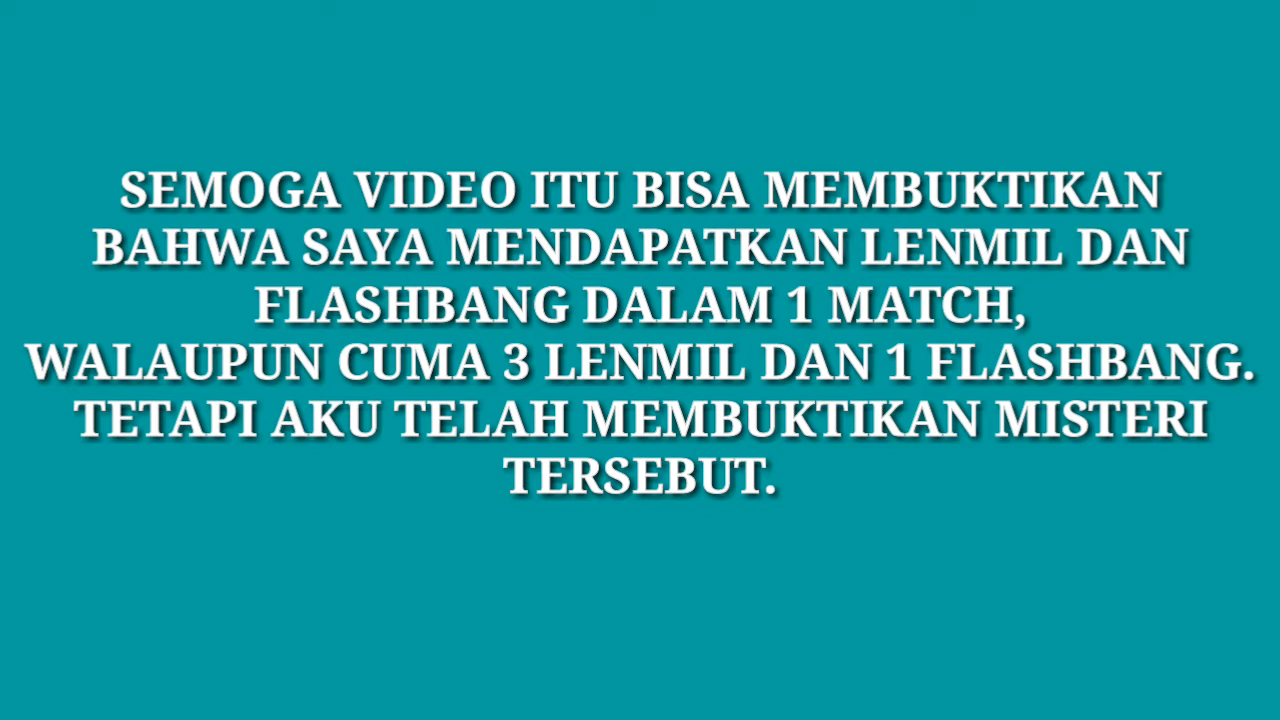 SEMOGA VIDEO ITU BISA MEMBUKTIKAN
BAHWA SAYA MENDAPATKAN LENMIL DAN
FLASHBANG DALAM 1 MATCH,
WALAUPUN CUMA 3 LENMIL DAN 1 FLASHBANG.
TETAPI AKU TELAH MEMBUKTIKAN MISTERI
TERSEBUT.